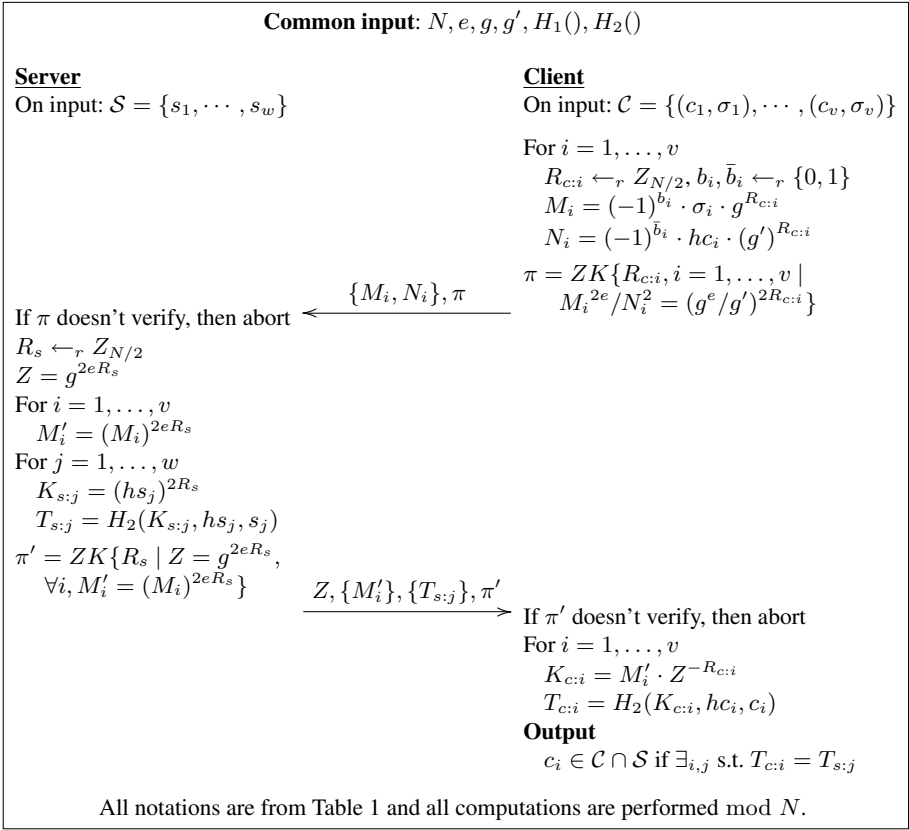 Common input: N, e, g, g′, H₁(), H₂()
Server
On input: 𝒮 = {s₁, ⋯ , s_w}
Client
On input: 𝒞 = {(c₁, σ₁), ⋯ , (c_v, σ_v)}
For i = 1, . . . , v
R_{c:i} ←_r Z_{N/2}, b_i, b̄_i ←_r {0, 1}
M_i = (−1)^{b_i} · σ_i · g^{R_{c:i}}
N_i = (−1)^{b̄_i} · hc_i · (g′)^{R_{c:i}}
π = ZK{R_{c:i}, i = 1, . . . , v |
M_i^{2e}/N_i^2 = (g^e/g′)^{2R_{c:i}}}
{M_i, N_i}, π
If π doesn't verify, then abort
R_s ←_r Z_{N/2}
Z = g^{2eR_s}
For i = 1, . . . , v
M′_i = (M_i)^{2eR_s}
For j = 1, . . . , w
K_{s:j} = (hs_j)^{2R_s}
T_{s:j} = H₂(K_{s:j}, hs_j, s_j)
π′ = ZK{R_s | Z = g^{2eR_s},
∀i, M′_i = (M_i)^{2eR_s}}
Z, {M′_i}, {T_{s:j}}, π′
If π′ doesn't verify, then abort
For i = 1, . . . , v
K_{c:i} = M′_i · Z^{−R_{c:i}}
T_{c:i} = H₂(K_{c:i}, hc_i, c_i)
Output
c_i ∈ 𝒞 ∩ 𝒮 if ∃_{i,j} s.t. T_{c:i} = T_{s:j}
All notations are from Table 1 and all computations are performed mod N.